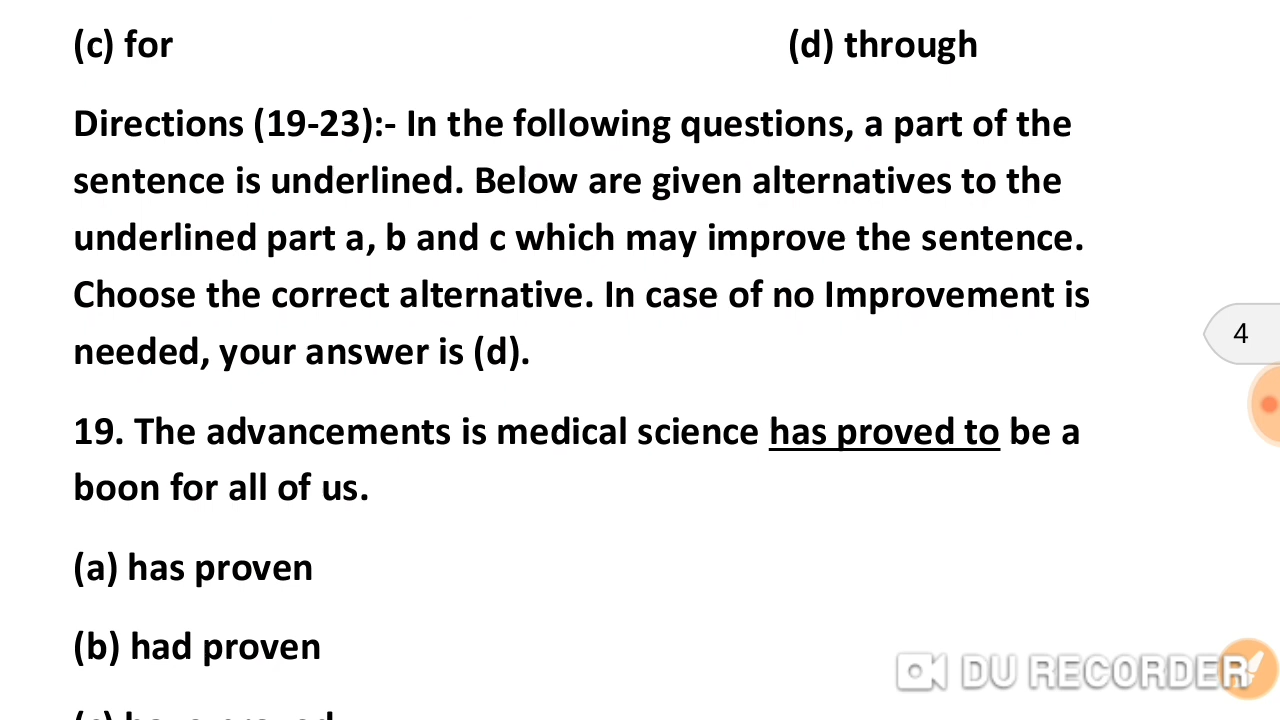 (c) for (d) through
Directions (19-23):- In the following questions, a part of the
sentence is underlined. Below are given alternatives to the
underlined part a, b and c which may improve the sentence.
Choose the correct alternative. In case of no Improvement is
needed, your answer is (d).
4
19. The advancements is medical science has proved to be a
boon for all of us.
(a) has proven
(b) had proven
DU RECORDER